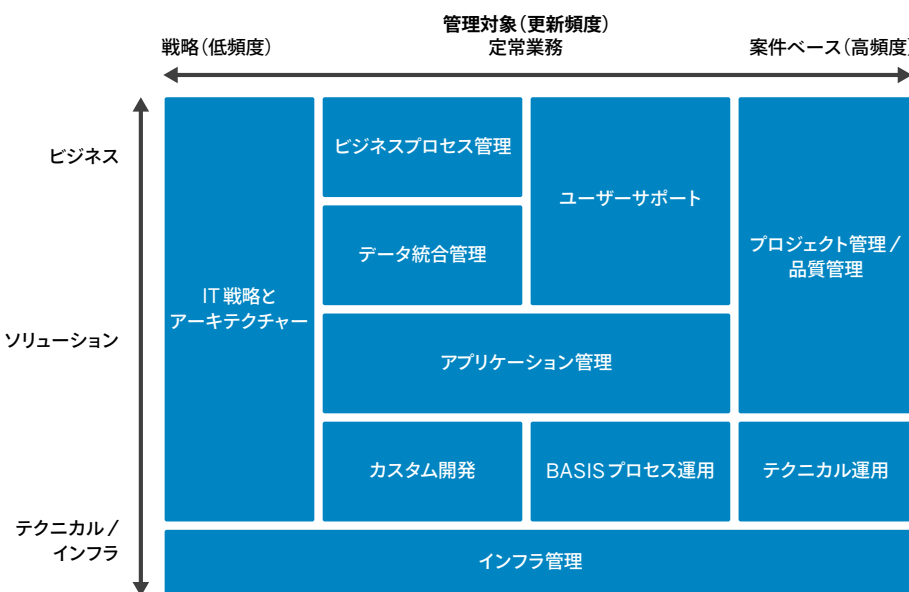 管理対象（更新頻度）
戦略（低頻度）
定常業務
案件ベース（高頻度）
ビジネス
ビジネスプロセス管理
ユーザーサポート
データ統合管理
プロジェクト管理／
品質管理
IT戦略と
アーキテクチャー
ソリューション
アプリケーション管理
カスタム開発
BASISプロセス運用
テクニカル運用
テクニカル／
インフラ
インフラ管理